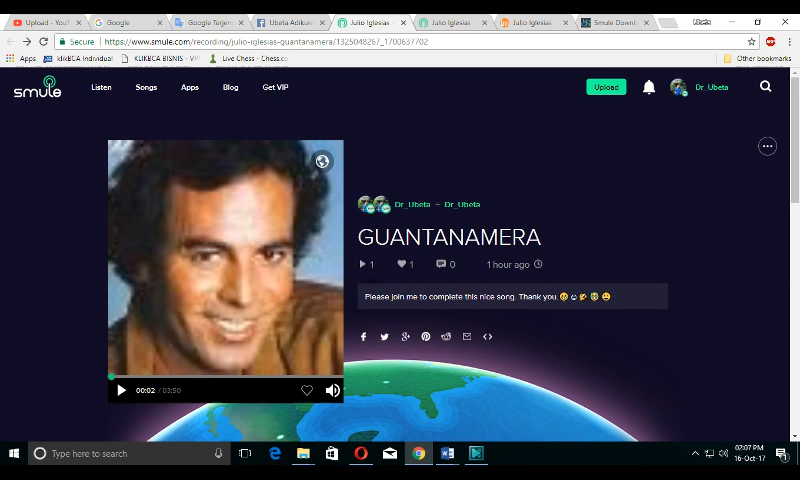 Upload - YouT
Google
Google Terjem
Ubeta Adikuer
Julio Iglesias -
Julio Iglesias -
Julio Iglesias -
Smule Downlo
Ubeta
Secure
https://www.smule.com/recording/julio-iglesias-guantanamera/1325048267_1700637702
Apps
klikBCA Individual
KLIKBCA BISNIS - VPI
Live Chess - Chess.co
Other bookmarks
smule
Listen
Songs
Apps
Blog
Get VIP
Upload
Dr_Ubeta
Dr_Ubeta + Dr_Ubeta
GUANTANAMERA
1
1
0
1 hour ago
Please join me to complete this nice song. Thank you.
00:02 / 03:50
Type here to search
02:07 PM
16-Oct-17